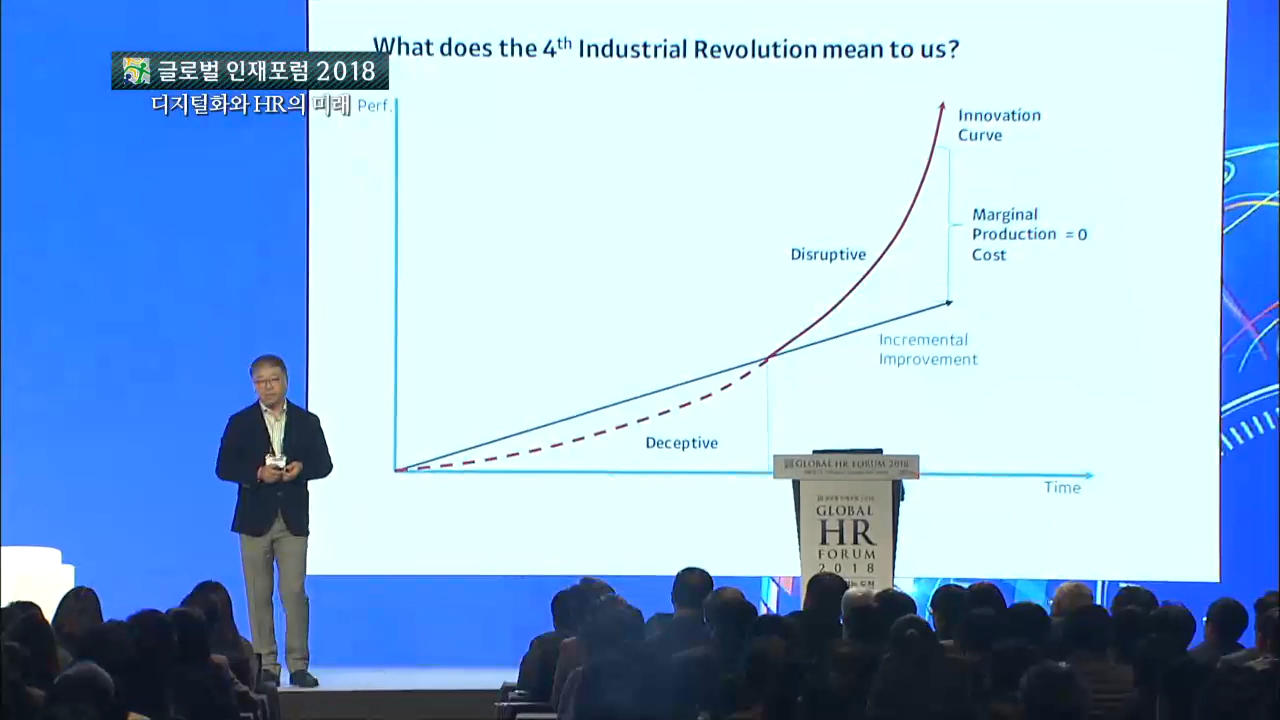 What does the 4th Industrial Revolution mean to us?
글로벌 인재포럼 2018
디지털화와 HR의 미래
Perf.
Innovation
Curve
Marginal
Production = 0
Cost
Disruptive
Incremental
Improvement
Deceptive
Time
GLOBAL HR FORUM 2018
GLOBAL
HR
FORUM
2018